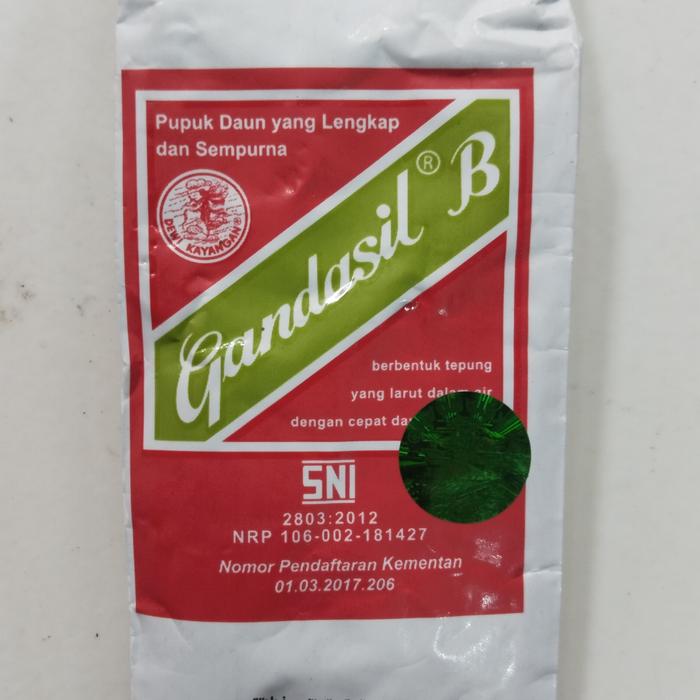 Pupuk Daun yang Lengkap
dan Sempurna
DEWI KAYANGAN
Gandasil® B
berbentuk tepung
yang larut dalam air
dengan cepat
SNI
2803:2012
NRP 106-002-181427
Nomor Pendaftaran Kementan
01.03.2017.206